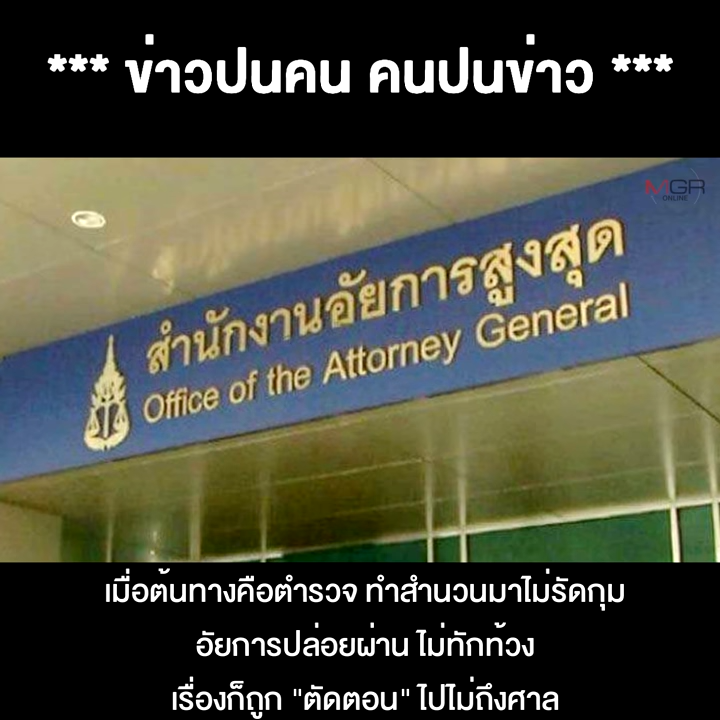 *** ข่าวปนคน คนปนข่าว ***
MGR
ONLINE
สำนักงานอัยการสูงสุด
Office of the Attorney General
เมื่อต้นทางคือตำรวจ ทำสำนวนมาไม่รัดกุม
อัยการปล่อยผ่าน ไม่ทักท้วง
เรื่องก็ถูก "ตัดตอน" ไปไม่ถึงศาล